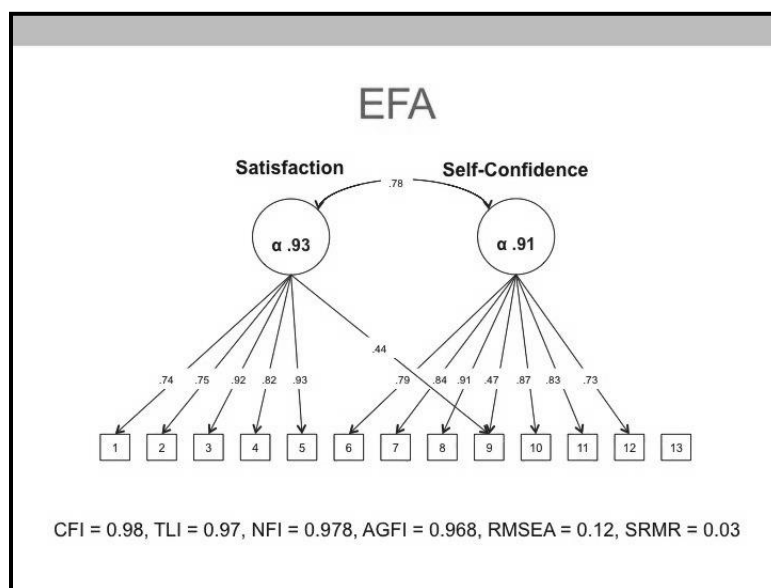 EFA
Satisfaction Self-Confidence
.78
α .93 α .91
.44
.74 .75 .92 .82 .93 .79 .84 .91 .47 .87 .83 .73
1 2 3 4 5 6 7 8 9 10 11 12 13
CFI = 0.98, TLI = 0.97, NFI = 0.978, AGFI = 0.968, RMSEA = 0.12, SRMR = 0.03